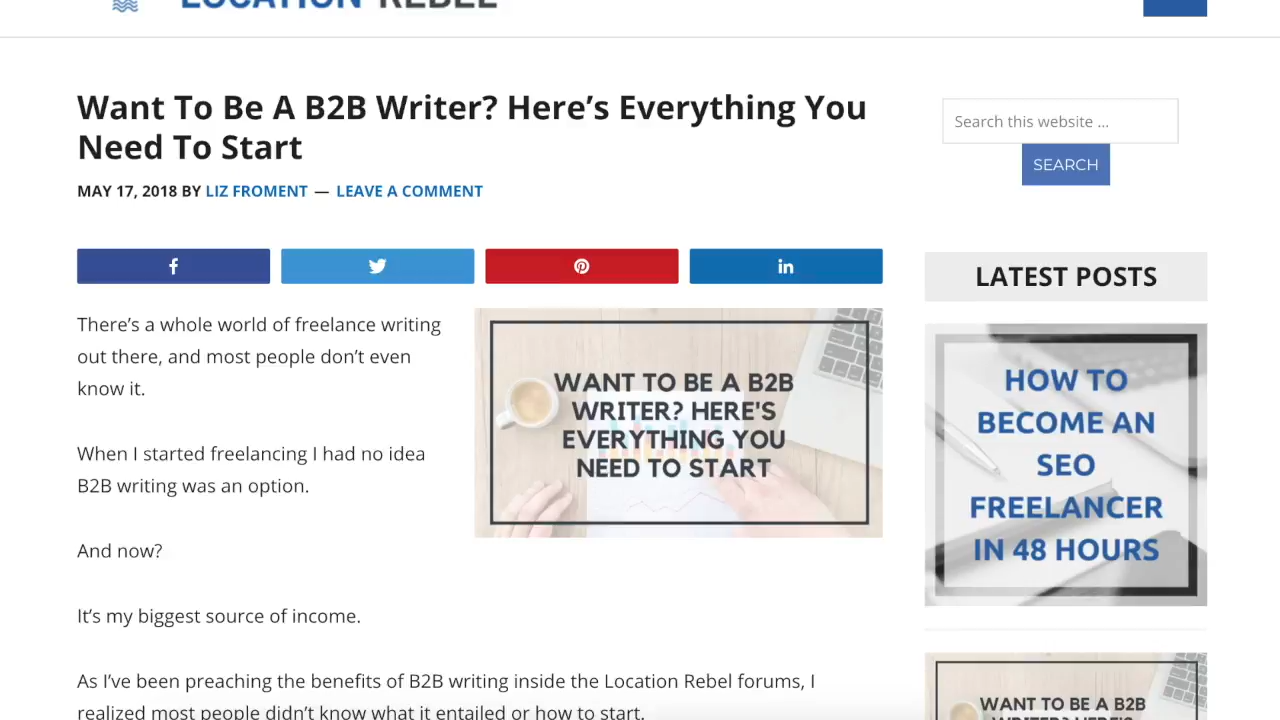 LOCATION REBEL
Want To Be A B2B Writer? Here’s Everything You
Need To Start
MAY 17, 2018 BY LIZ FROMENT — LEAVE A COMMENT
f
in
There’s a whole world of freelance writing
out there, and most people don’t even
know it.
When I started freelancing I had no idea
B2B writing was an option.
And now?
It’s my biggest source of income.
As I’ve been preaching the benefits of B2B writing inside the Location Rebel forums, I
realized most people didn’t know what it entailed or how to start.
WANT TO BE A B2B
WRITER? HERE'S
EVERYTHING YOU
NEED TO START
Search this website ...
SEARCH
LATEST POSTS
HOW TO
BECOME AN
SEO
FREELANCER
IN 48 HOURS
WANT TO BE A B2B
WRITER? HERE'S